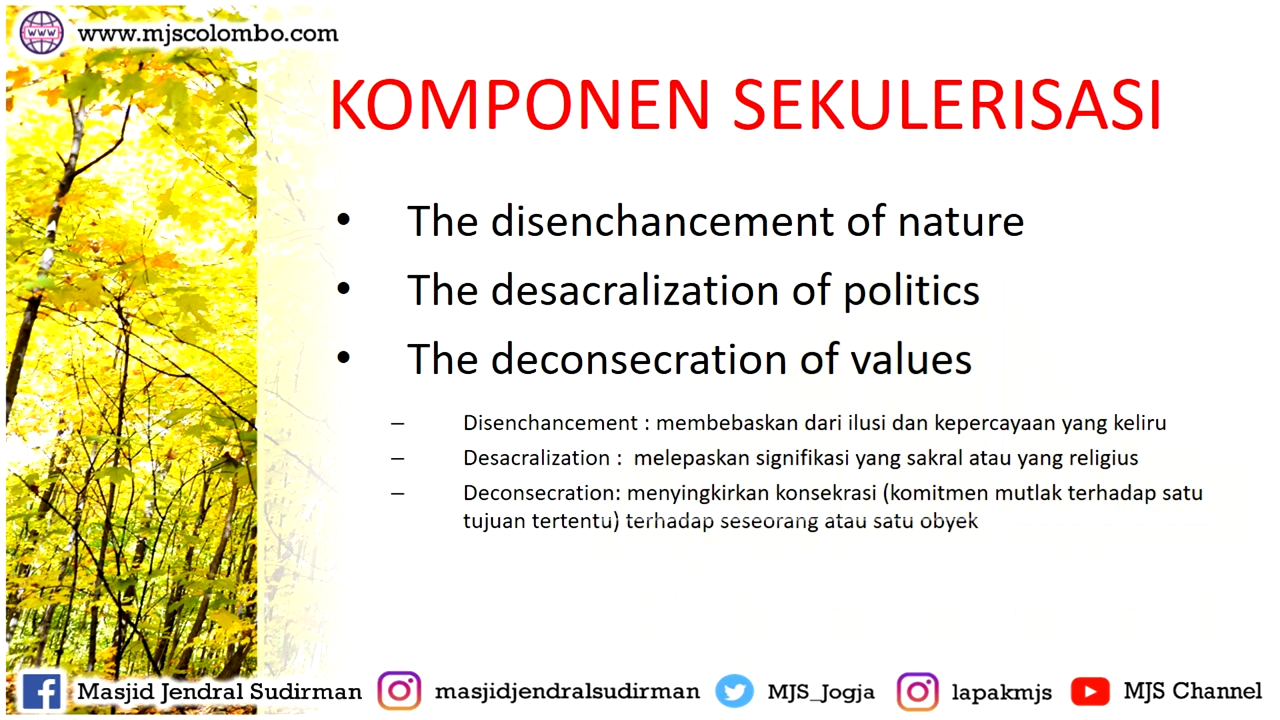 www.mjscolombo.com
KOMPONEN SEKULERISASI
• The disenchancement of nature
• The desacralization of politics
• The deconsecration of values
– Disenchancement : membebaskan dari ilusi dan kepercayaan yang keliru
– Desacralization : melepaskan signifikasi yang sakral atau yang religius
– Deconsecration: menyingkirkan konsekrasi (komitmen mutlak terhadap satu
tujuan tertentu) terhadap seseorang atau satu obyek
Masjid Jendral Sudirman masjidjendralsudirman MJS_Jogja lapakmjs MJS Channel